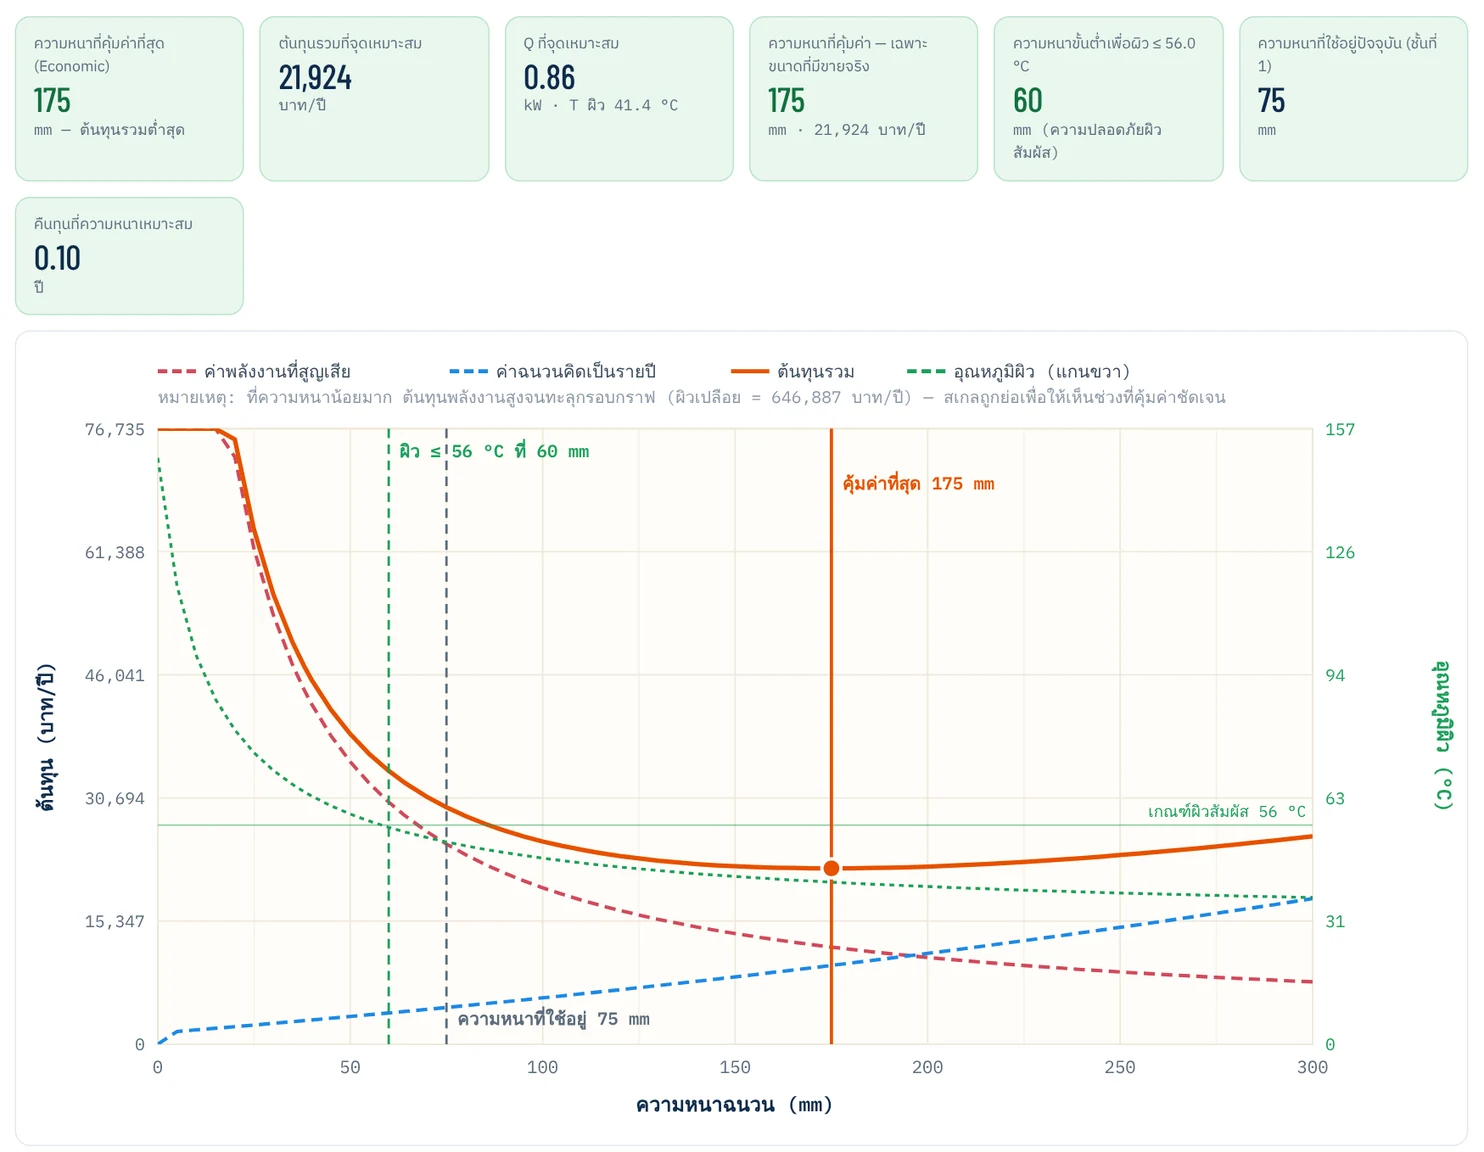 ความหนาที่คุ้มค่าที่สุด
(Economic)
175
mm — ต้นทุนรวมต่ำสุด
ต้นทุนรวมที่จุดเหมาะสม
21,924
บาท/ปี
Q ที่จุดเหมาะสม
0.86
kW · T ผิว 41.4 °C
ความหนาที่คุ้มค่า — เฉพาะ
ขนาดที่มีขายจริง
175
mm · 21,924 บาท/ปี
ความหนาขั้นต่ำเพื่อผิว ≤ 56.0
°C
60
mm (ความปลอดภัยผิว
สัมผัส)
ความหนาที่ใช้อยู่ปัจจุบัน (ชั้นที่
1)
75
mm
คืนทุนที่ความหนาเหมาะสม
0.10
ปี
ค่าพลังงานที่สูญเสีย
ค่าฉนวนคิดเป็นรายปี
ต้นทุนรวม
อุณหภูมิผิว (แกนขวา)
หมายเหตุ: ที่ความหนาน้อยมาก ต้นทุนพลังงานสูงจนทะลุกรอบกราฟ (ผิวเปลือย = 646,887 บาท/ปี) — สเกลถูกย่อเพื่อให้เห็นช่วงที่คุ้มค่าชัดเจน
76,735
61,388
46,041
30,694
15,347
0
ต้นทุน (บาท/ปี)
ผิว ≤ 56 °C ที่ 60 mm
คุ้มค่าที่สุด 175 mm
เกณฑ์ผิวสัมผัส 56 °C
ความหนาที่ใช้อยู่ 75 mm
157
126
94
63
31
0
อุณหภูมิผิว (°C)
0
50
100
150
200
250
300
ความหนาฉนวน (mm)